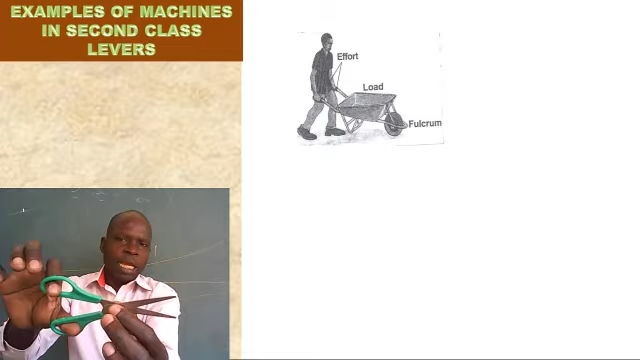 EXAMPLES OF MACHINES
IN SECOND CLASS
LEVERS
Effort
Load
Fulcrum